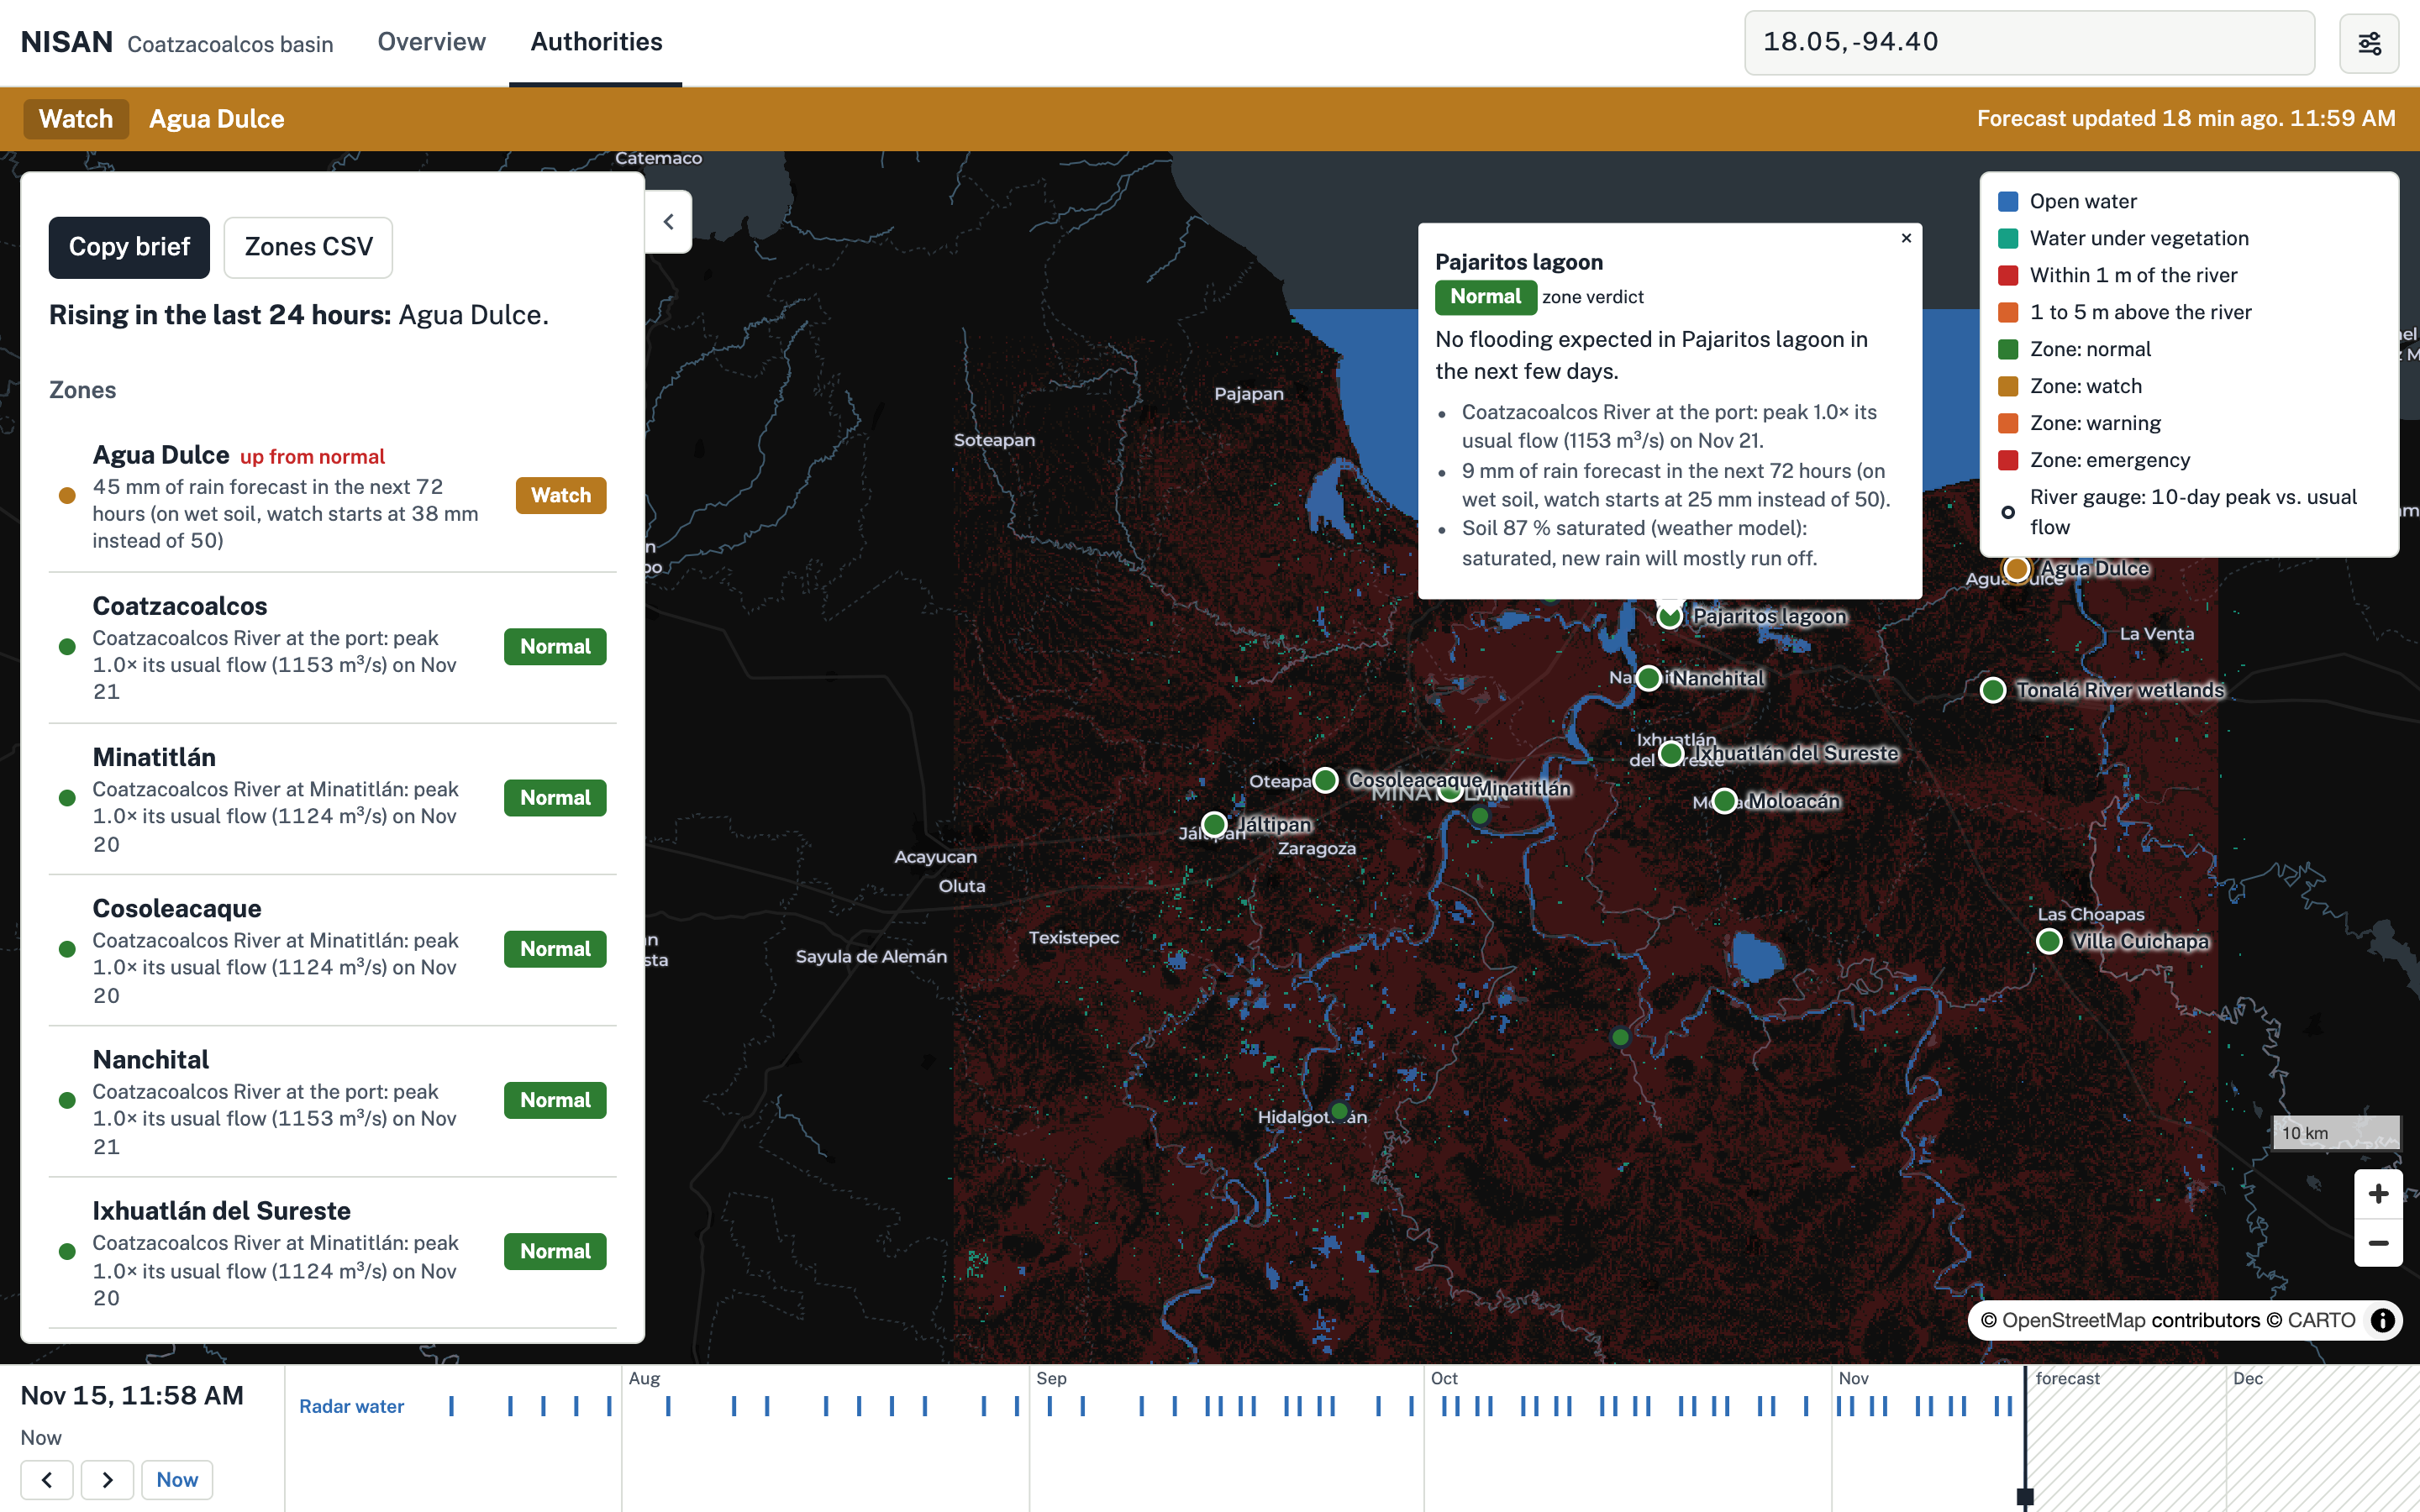 NISAN Coatzacoalcos basin Overview Authorities
18.05,-94.40
Watch Agua Dulce
Forecast updated 18 min ago. 11:59 AM
Copy brief Zones CSV
Rising in the last 24 hours: Agua Dulce.
Zones
Agua Dulce up from normal
45 mm of rain forecast in the next 72
hours (on wet soil, watch starts at 38 mm
instead of 50)
Watch
Coatzacoalcos
Coatzacoalcos River at the port: peak
1.0× its usual flow (1153 m³/s) on Nov
21
Normal
Minatitlán
Coatzacoalcos River at Minatitlán: peak
1.0× its usual flow (1124 m³/s) on Nov
20
Normal
Cosoleacaque
Coatzacoalcos River at Minatitlán: peak
1.0× its usual flow (1124 m³/s) on Nov
20
Normal
Nanchital
Coatzacoalcos River at the port: peak
1.0× its usual flow (1153 m³/s) on Nov
21
Normal
Ixhuatlán del Sureste
Coatzacoalcos River at Minatitlán: peak
1.0× its usual flow (1124 m³/s) on Nov
20
Normal
Catemaco
Pajapan
Soteapan
Pajaritos lagoon
Normal zone verdict
No flooding expected in Pajaritos lagoon in
the next few days.
Coatzacoalcos River at the port: peak 1.0× its
usual flow (1153 m³/s) on Nov 21.
9 mm of rain forecast in the next 72 hours (on
wet soil, watch starts at 25 mm instead of 50).
Soil 87 % saturated (weather model):
saturated, new rain will mostly run off.
Open water
Water under vegetation
Within 1 m of the river
1 to 5 m above the river
Zone: normal
Zone: watch
Zone: warning
Zone: emergency
River gauge: 10-day peak vs. usual
flow
Agua Dulce
Pajaritos lagoon
La Venta
Nanchital
Tonalá River wetlands
Ixhuatlán
Ixhuatlán del Sureste
Oteapa
Cosoleacaque
Minatitlán
Moloacán
Jáltipan
Zaragoza
Acayucan
Oluta
Las Choapas
Villa Cuichapa
Texistepec
Sayula de Alemán
10 km
+
−
© OpenStreetMap contributors © CARTO
Nov 15, 11:58 AM
Now
Now
Radar water
Aug
Sep
Oct
Nov
forecast
Dec